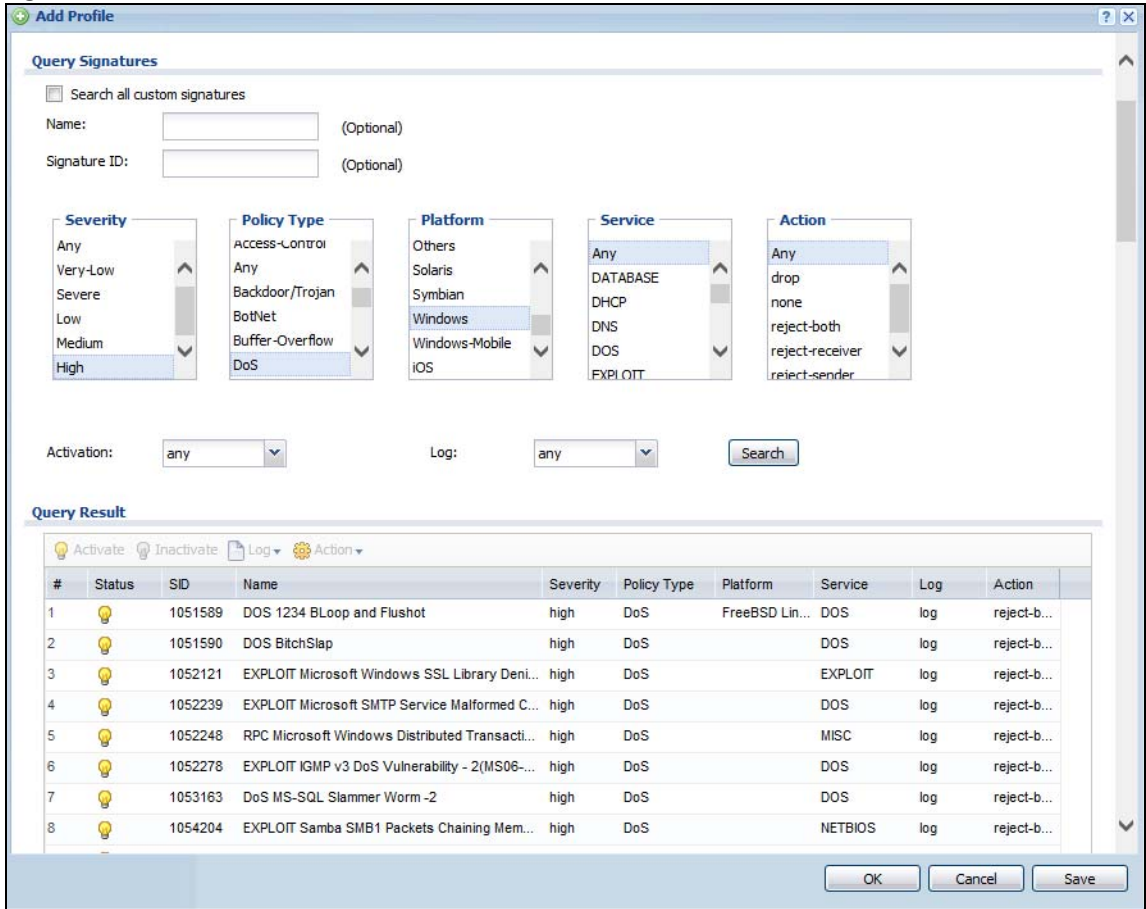 Add Profile
?
Query Signatures
Search all custom signatures
Name: (Optional)
Signature ID: (Optional)
Severity
Any
Very-Low
Severe
Low
Medium
High
Policy Type
Access-Control
Any
Backdoor/Trojan
BotNet
Buffer-Overflow
DoS
Platform
Others
Solaris
Symbian
Windows
Windows-Mobile
iOS
Service
Any
DATABASE
DHCP
DNS
DOS
EXPLOIT
Action
Any
drop
none
reject-both
reject-receiver
reject-sender
Activation: any Log: any Search
Query Result
Activate Inactivate Log Action
# Status SID Name Severity Policy Type Platform Service Log Action
1 1051589 DOS 1234 BLoop and Flushot high DoS FreeBSD Lin... DOS log reject-b...
2 1051590 DOS BitchSlap high DoS DOS log reject-b...
3 1052121 EXPLOIT Microsoft Windows SSL Library Deni... high DoS EXPLOIT log reject-b...
4 1052239 EXPLOIT Microsoft SMTP Service Malformed C... high DoS DOS log reject-b...
5 1052248 RPC Microsoft Windows Distributed Transacti... high DoS MISC log reject-b...
6 1052278 EXPLOIT IGMP v3 DoS Vulnerability - 2(MS06-... high DoS DOS log reject-b...
7 1053163 DoS MS-SQL Slammer Worm -2 high DoS DOS log reject-b...
8 1054204 EXPLOIT Samba SMB1 Packets Chaining Mem... high DoS NETBIOS log reject-b...
OK Cancel Save